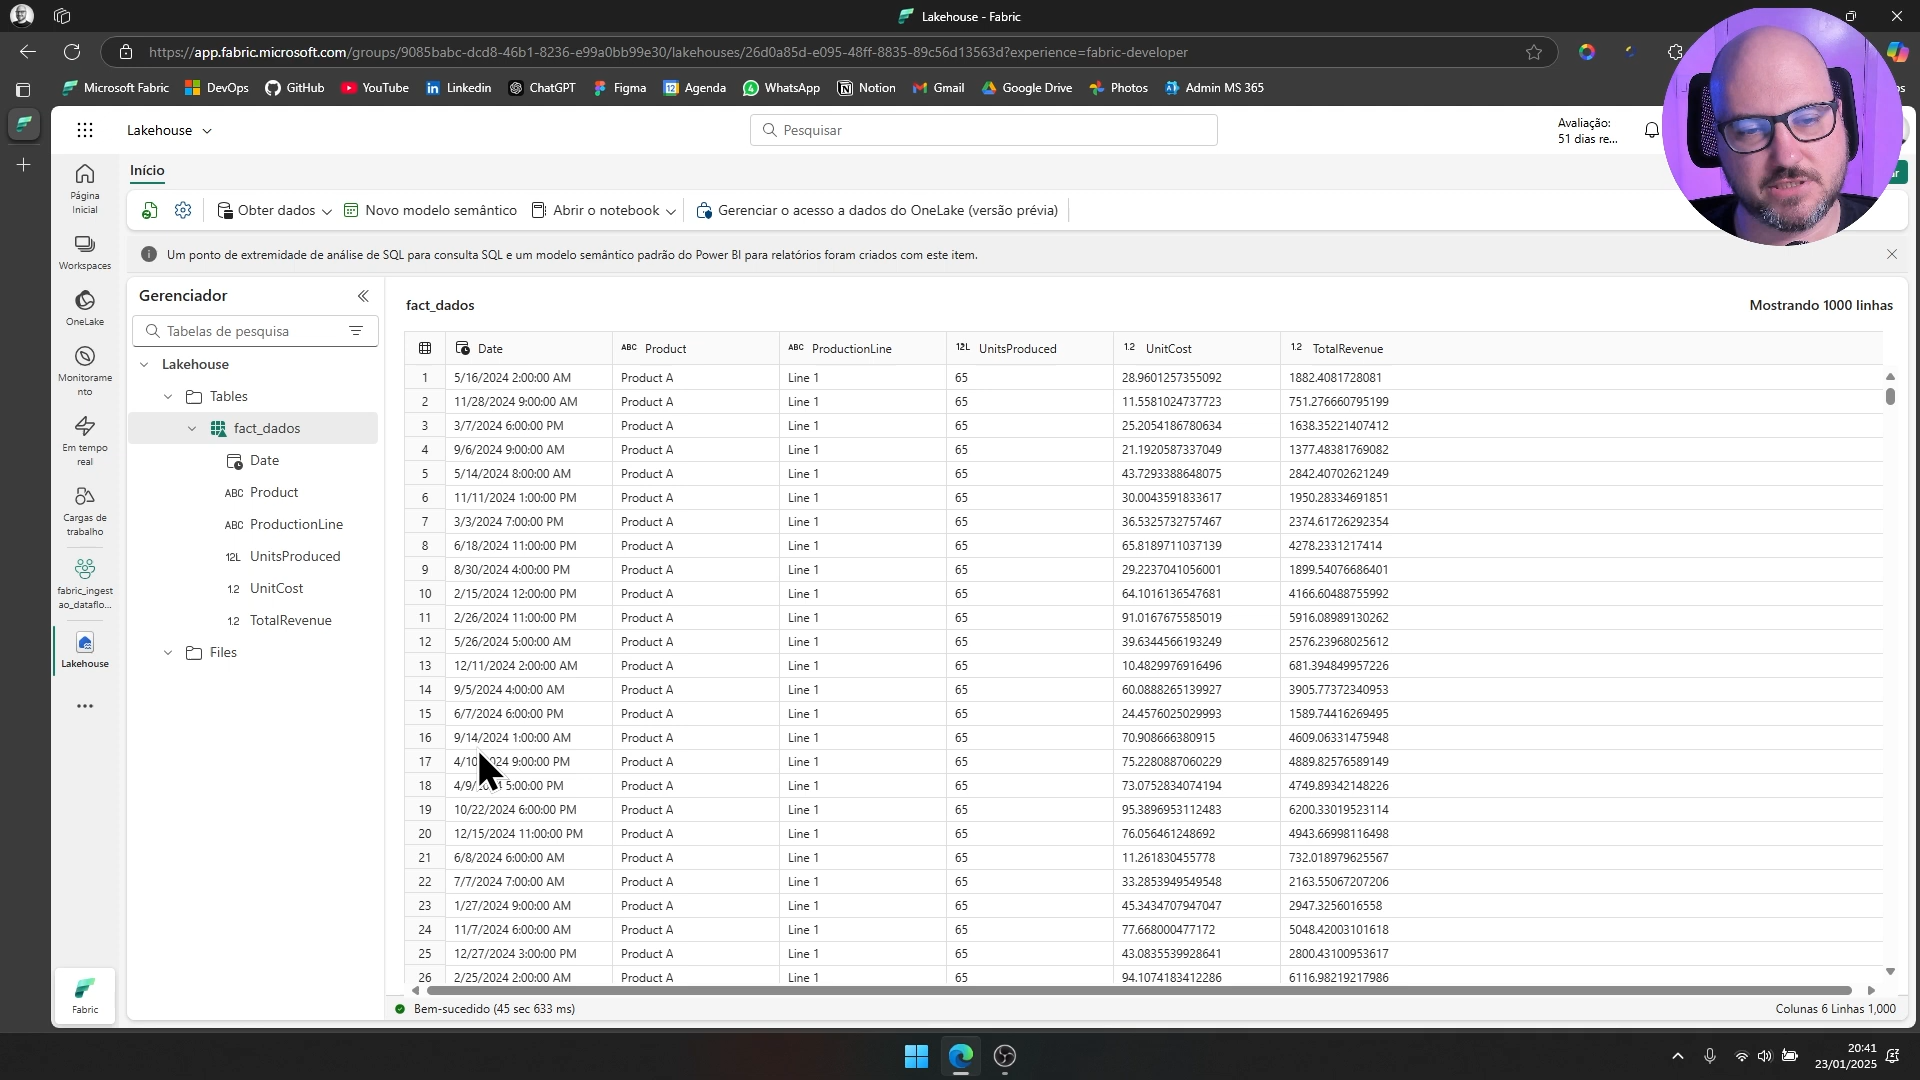 Lakehouse - Fabric
https://app.fabric.microsoft.com/groups/9085babc-dcd8-46b1-8236-e99a0bb99e30/lakehouses/26d0a85d-e095-48ff-8835-89c56d13563d?experience=fabric-developer
Microsoft Fabric DevOps GitHub YouTube Linkedin ChatGPT Figma Agenda WhatsApp Notion Gmail Google Drive Photos Admin MS 365
Lakehouse
Pesquisar
Avaliação:
51 dias re...
Página
Inicial
Workspaces
OneLake
Monitorame
nto
Em tempo
real
Cargas de
trabalho
fabric_ingest
ao_dataflo...
Lakehouse
Fabric
Início
Obter dados Novo modelo semântico Abrir o notebook Gerenciar o acesso a dados do OneLake (versão prévia)
Um ponto de extremidade de análise de SQL para consulta SQL e um modelo semântico padrão do Power BI para relatórios foram criados com este item.
Gerenciador
Tabelas de pesquisa
Lakehouse
Tables
fact_dados
Date
ABC Product
ABC ProductionLine
12L UnitsProduced
1.2 UnitCost
1.2 TotalRevenue
Files
fact_dados Mostrando 1000 linhas
Date ABC Product ABC ProductionLine 12L UnitsProduced 1.2 UnitCost 1.2 TotalRevenue
1 5/16/2024 2:00:00 AM Product A Line 1 65 28.9601257355092 1882.4081728081
2 11/28/2024 9:00:00 AM Product A Line 1 65 11.5581024737723 751.276660795199
3 3/7/2024 6:00:00 PM Product A Line 1 65 25.2054186780634 1638.35221407412
4 9/6/2024 9:00:00 AM Product A Line 1 65 21.1920587337049 1377.48381769082
5 5/14/2024 8:00:00 AM Product A Line 1 65 43.7293388648075 2842.40702621249
6 11/11/2024 1:00:00 PM Product A Line 1 65 30.0043591833617 1950.28334691851
7 3/3/2024 7:00:00 PM Product A Line 1 65 36.5325732757467 2374.61726292354
8 6/18/2024 11:00:00 PM Product A Line 1 65 65.8189711037139 4278.2331217414
9 8/30/2024 4:00:00 PM Product A Line 1 65 29.2237041056001 1899.54076686401
10 2/15/2024 12:00:00 PM Product A Line 1 65 64.1016136547681 4166.60488755992
11 2/26/2024 11:00:00 PM Product A Line 1 65 91.0167675585019 5916.08989130262
12 5/26/2024 5:00:00 AM Product A Line 1 65 39.6344566193249 2576.23968025612
13 12/11/2024 2:00:00 AM Product A Line 1 65 10.4829976916496 681.394849957226
14 9/5/2024 4:00:00 AM Product A Line 1 65 60.0888265139927 3905.77372340953
15 6/7/2024 6:00:00 PM Product A Line 1 65 24.4576025029993 1589.74416269495
16 9/14/2024 1:00:00 AM Product A Line 1 65 70.908666380915 4609.06331475948
17 9:00:00 PM Product A Line 1 65 75.2280887060229 4889.82576589149
18 5:00:00 PM Product A Line 1 65 73.0752834074194 4749.89342148226
19 10/22/2024 6:00:00 PM Product A Line 1 65 95.3896953112483 6200.33019523114
20 12/15/2024 11:00:00 PM Product A Line 1 65 76.056461248692 4943.66998116498
21 6/8/2024 6:00:00 AM Product A Line 1 65 11.261830455778 732.018979625567
22 7/7/2024 7:00:00 AM Product A Line 1 65 33.2853949549548 2163.55067207206
23 1/27/2024 9:00:00 AM Product A Line 1 65 45.3434707947047 2947.3256016558
24 11/7/2024 6:00:00 AM Product A Line 1 65 77.668000477172 5048.42003101618
25 12/27/2024 3:00:00 PM Product A Line 1 65 43.0835539928641 2800.43100953617
26 2/25/2024 2:00:00 AM Product A Line 1 65 94.1074183412286 6116.98219217986
Bem-sucedido (45 sec 633 ms) Colunas 6 Linhas 1,000
20:41
23/01/2025